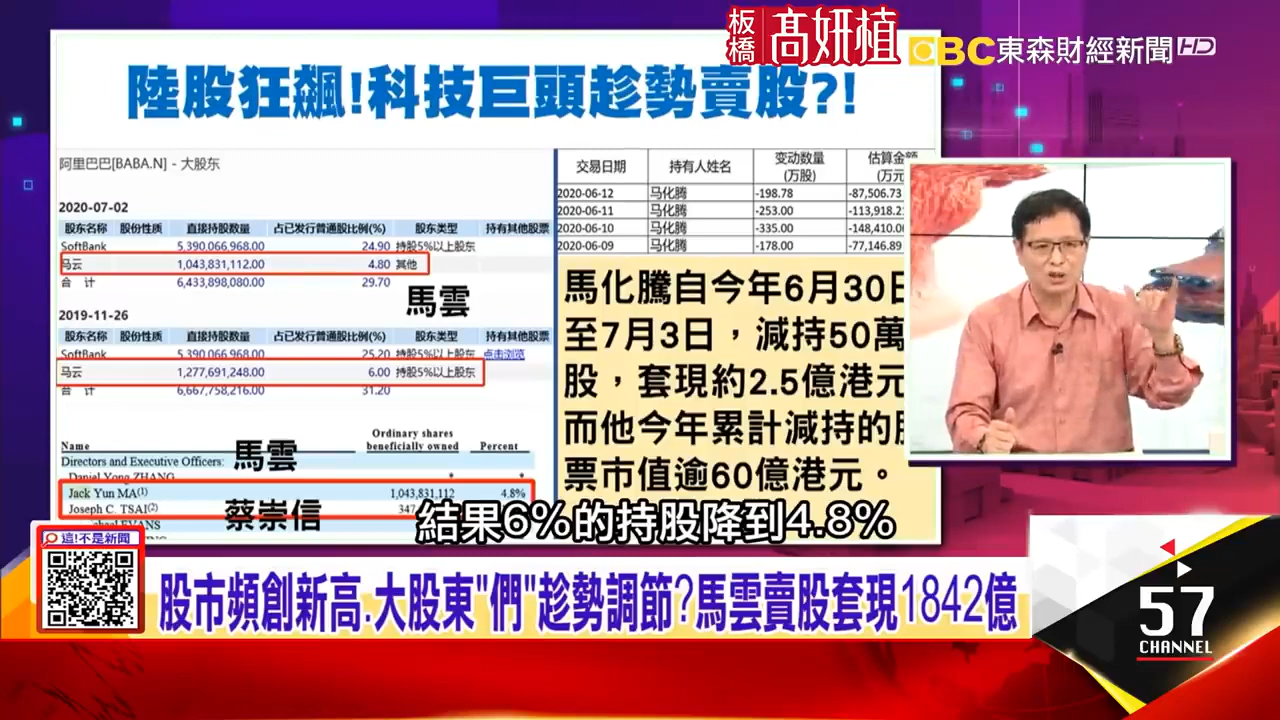 板橋 髙妍植
EBC 東森財經新聞 HD
陸股狂飆!科技巨頭趁勢賣股?!
阿里巴巴[BABA.N] - 大股东
2020-07-02
股东名称 股份性质 直接持股数量 占已发行普通股比例(%) 股东类型 持有其他股票
SoftBank 5,390,066,968.00 24.90 持股5%以上股东
马云 1,043,831,112.00 4.80 其他
合 计 6,433,898,080.00 29.70
馬雲
2019-11-26
股东名称 股份性质 直接持股数量 占已发行普通股比例(%) 股东类型 持有其他股票
SoftBank 5,390,066,968.00 25.20 持股5%以上股东 点击浏览
马云 1,277,691,248.00 6.00 持股5%以上股东
合 计 6,667,758,216.00 31.20
Ordinary shares
Name beneficially owned Percent
Directors and Executive Officers:
馬雲
Daniel Yong ZHANG * *
Jack Yun MA(1) 1,043,831,112 4.8%
Joseph C. TSAI(2) 347,
蔡崇信
EVANS
交易日期 持有人姓名 变动数量 估算金额
(万股) (万元
2020-06-12 马化腾 -198.78 -87,506.73
2020-06-11 马化腾 -253.00 -113,918.2
2020-06-10 马化腾 -335.00 -148,410.0
2020-06-09 马化腾 -178.00 -77,146.89
馬化騰自今年6月30日
至7月3日，減持50萬
股，套現約2.5億港元
而他今年累計減持的股
票市值逾60億港元。
結果6%的持股降到4.8%
這!不是新聞
股市頻創新高.大股東"們"趁勢調節?馬雲賣股套現1842億
57
CHANNEL